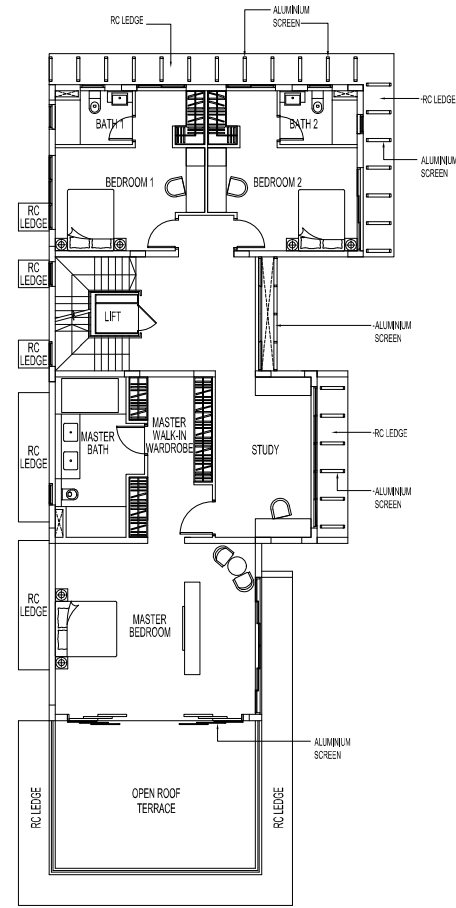 ALUMINIUM
SCREEN
RC LEDGE
-RC LEDGE
BATH 1
BATH 2
ALUMINIUM
SCREEN
BEDROOM 1
BEDROOM 2
RC
LEDGE
RC
LEDGE
LIFT
-ALUMINIUM
SCREEN
RC
LEDGE
MASTER
BATH
MASTER
WALK-IN
WARDROBE
STUDY
-RC LEDGE
RC
LEDGE
-ALUMINIUM
SCREEN
RC
LEDGE
MASTER
BEDROOM
ALUMINIUM
SCREEN
RC LEDGE
OPEN ROOF
TERRACE
RC LEDGE